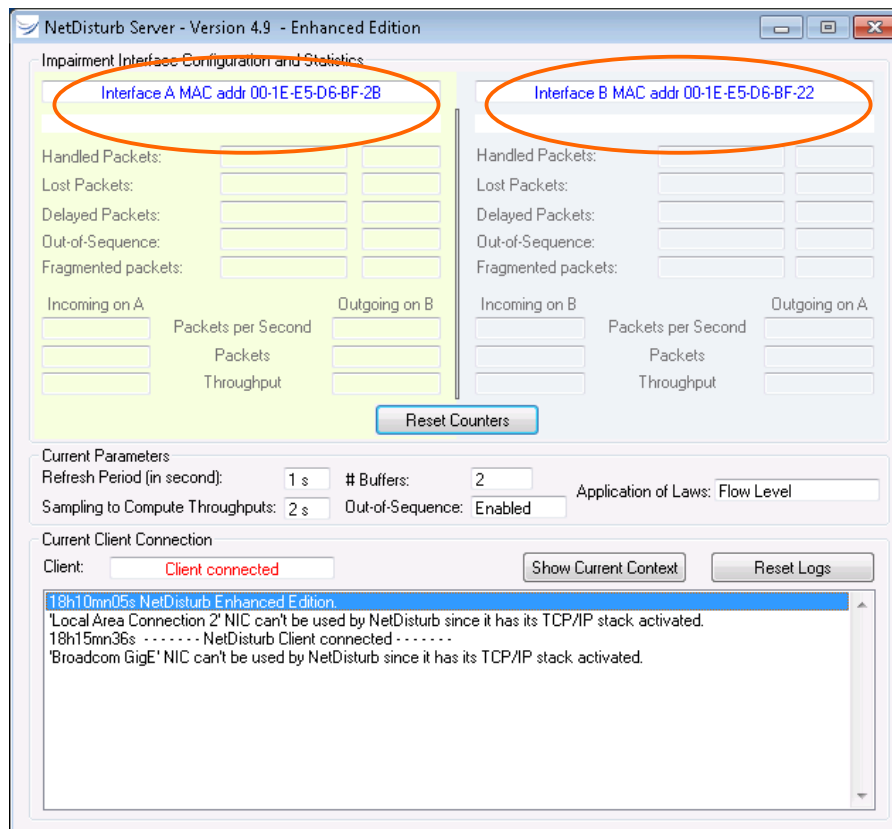 NetDisturb Server - Version 4.9 - Enhanced Edition
Impairment Interface Configuration and Statistics
Interface A MAC addr 00-1E-E5-D6-BF-2B
Interface B MAC addr 00-1E-E5-D6-BF-22
Handled Packets:
Handled Packets:
Lost Packets:
Lost Packets:
Delayed Packets:
Delayed Packets:
Out-of-Sequence:
Out-of-Sequence:
Fragmented packets:
Fragmented packets:
Incoming on A
Outgoing on B
Incoming on B
Outgoing on A
Packets per Second
Packets per Second
Packets
Packets
Throughput
Throughput
Reset Counters
Current Parameters
Refresh Period (in second): 1 s # Buffers: 2
Application of Laws: Flow Level
Sampling to Compute Throughputs: 2 s Out-of-Sequence: Enabled
Current Client Connection
Client: Client connected Show Current Context Reset Logs
18h10mn05s NetDisturb Enhanced Edition.
'Local Area Connection 2' NIC can't be used by NetDisturb since it has its TCP/IP stack activated.
18h15mn36s - - - - - - - NetDisturb Client connected - - - - - - -
'Broadcom GigE' NIC can't be used by NetDisturb since it has its TCP/IP stack activated.